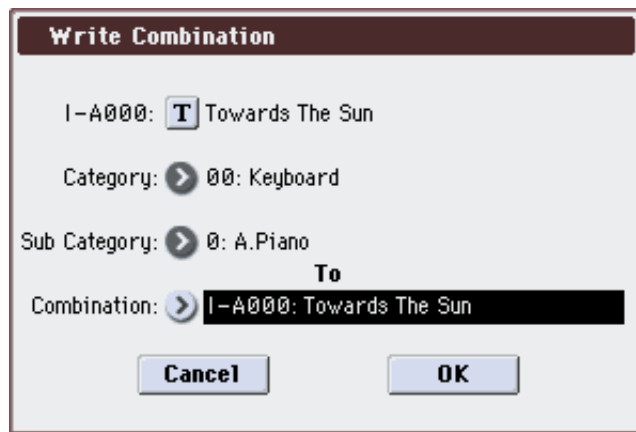 Write Combination
I-A000: T Towards The Sun
Category: 00: Keyboard
Sub Category: 0: A.Piano
To
Combination: I-A000: Towards The Sun
Cancel OK